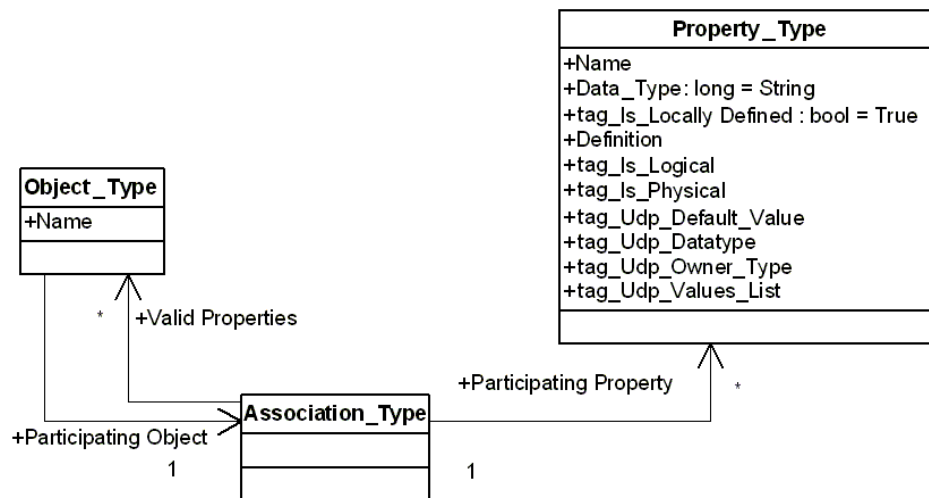 Property_Type
+Name
+Data_Type: long = String
+tag_Is_Locally Defined : bool = True
+Definition
+tag_Is_Logical
+tag_Is_Physical
+tag_Udp_Default_Value
+tag_Udp_Datatype
+tag_Udp_Owner_Type
+tag_Udp_Values_List
Object_Type
+Name
*
+Valid Properties
+Participating Property
*
Association_Type
+Participating Object
1
1